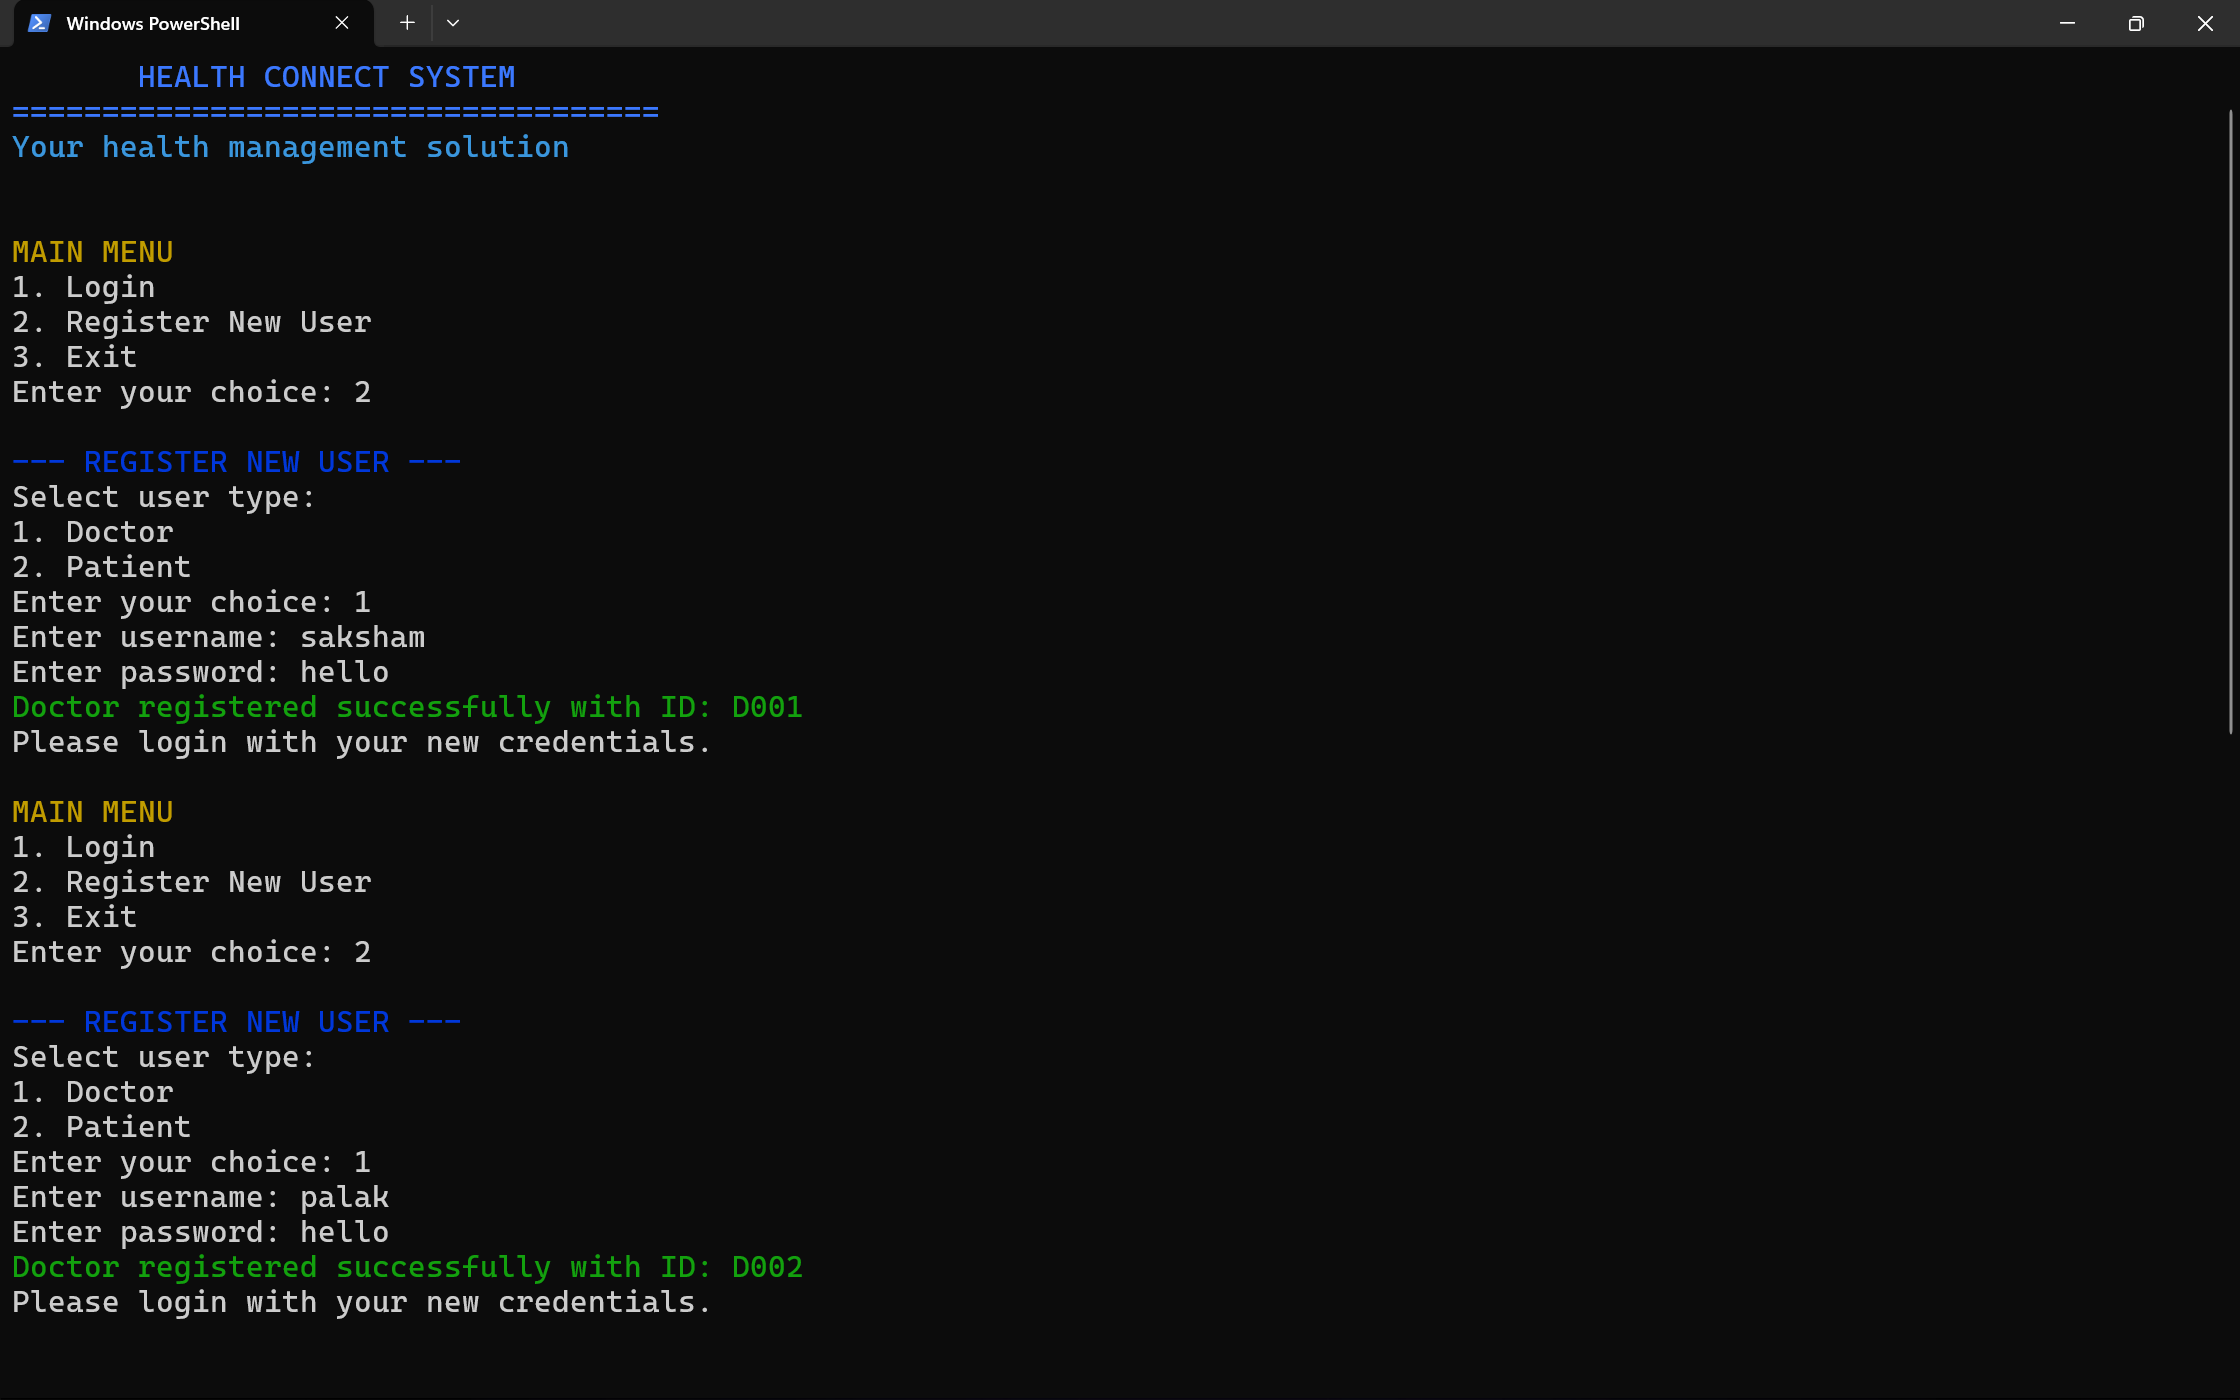 Windows PowerShell
HEALTH CONNECT SYSTEM
====================================
Your health management solution
MAIN MENU
1. Login
2. Register New User
3. Exit
Enter your choice: 2
--- REGISTER NEW USER ---
Select user type:
1. Doctor
2. Patient
Enter your choice: 1
Enter username: saksham
Enter password: hello
Doctor registered successfully with ID: D001
Please login with your new credentials.
MAIN MENU
1. Login
2. Register New User
3. Exit
Enter your choice: 2
--- REGISTER NEW USER ---
Select user type:
1. Doctor
2. Patient
Enter your choice: 1
Enter username: palak
Enter password: hello
Doctor registered successfully with ID: D002
Please login with your new credentials.